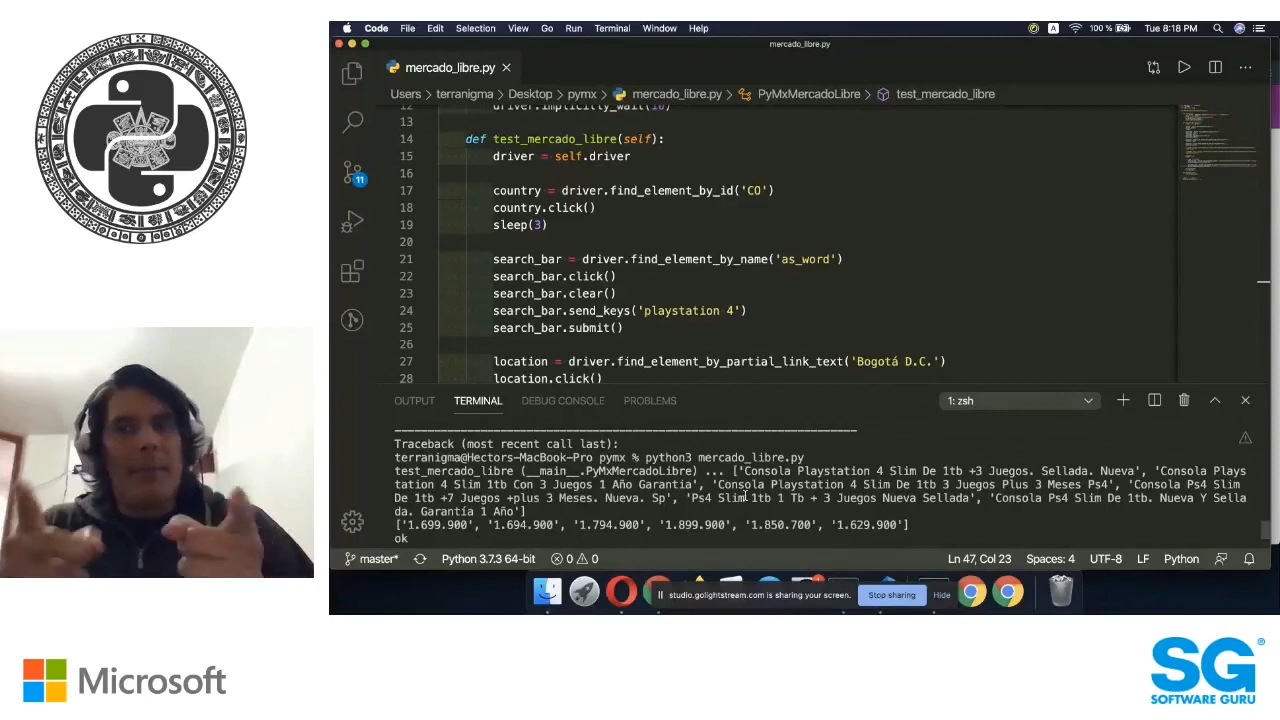 Code File Edit Selection View Go Run Terminal Window Help
A 100 % Tue 8:18 PM
mercado_libre.py
mercado_libre.py
Users > terranigma > Desktop > pymx > mercado_libre.py > PyMxMercadoLibre > test_mercado_libre
12 driver.implicitly_wait(10)
13
14 def test_mercado_libre(self):
15 driver = self.driver
16
17 country = driver.find_element_by_id('CO')
18 country.click()
19 sleep(3)
20
21 search_bar = driver.find_element_by_name('as_word')
22 search_bar.click()
23 search_bar.clear()
24 search_bar.send_keys('playstation 4')
25 search_bar.submit()
26
27 location = driver.find_element_by_partial_link_text('Bogotá D.C.')
28 location.click()
11
OUTPUT TERMINAL DEBUG CONSOLE PROBLEMS 1: zsh
Traceback (most recent call last):
terranigma@Hectors-MacBook-Pro pymx % python3 mercado_libre.py
test_mercado_libre (__main__.PyMxMercadoLibre) ... ['Consola Playstation 4 Slim De 1tb +3 Juegos. Sellada. Nueva', 'Consola Plays
tation 4 Slim 1tb Con 3 Juegos 1 Año Garantia', 'Consola Playstation 4 Slim De 1tb 3 Juegos Plus 3 Meses Ps4', 'Consola Ps4 Slim
De 1tb +7 Juegos +plus 3 Meses. Nueva. Sp', 'Ps4 Slim 1tb 1 Tb + 3 Juegos Nueva Sellada', 'Consola Ps4 Slim De 1tb. Nueva Y Sella
da. Garantía 1 Año']
['1.699.900', '1.694.900', '1.794.900', '1.899.900', '1.850.700', '1.629.900']
ok
master* Python 3.7.3 64-bit 0 0 Ln 47, Col 23 Spaces: 4 UTF-8 LF Python
studio.golightstream.com is sharing your screen. Stop sharing Hide
Microsoft
SG
SOFTWARE GURU